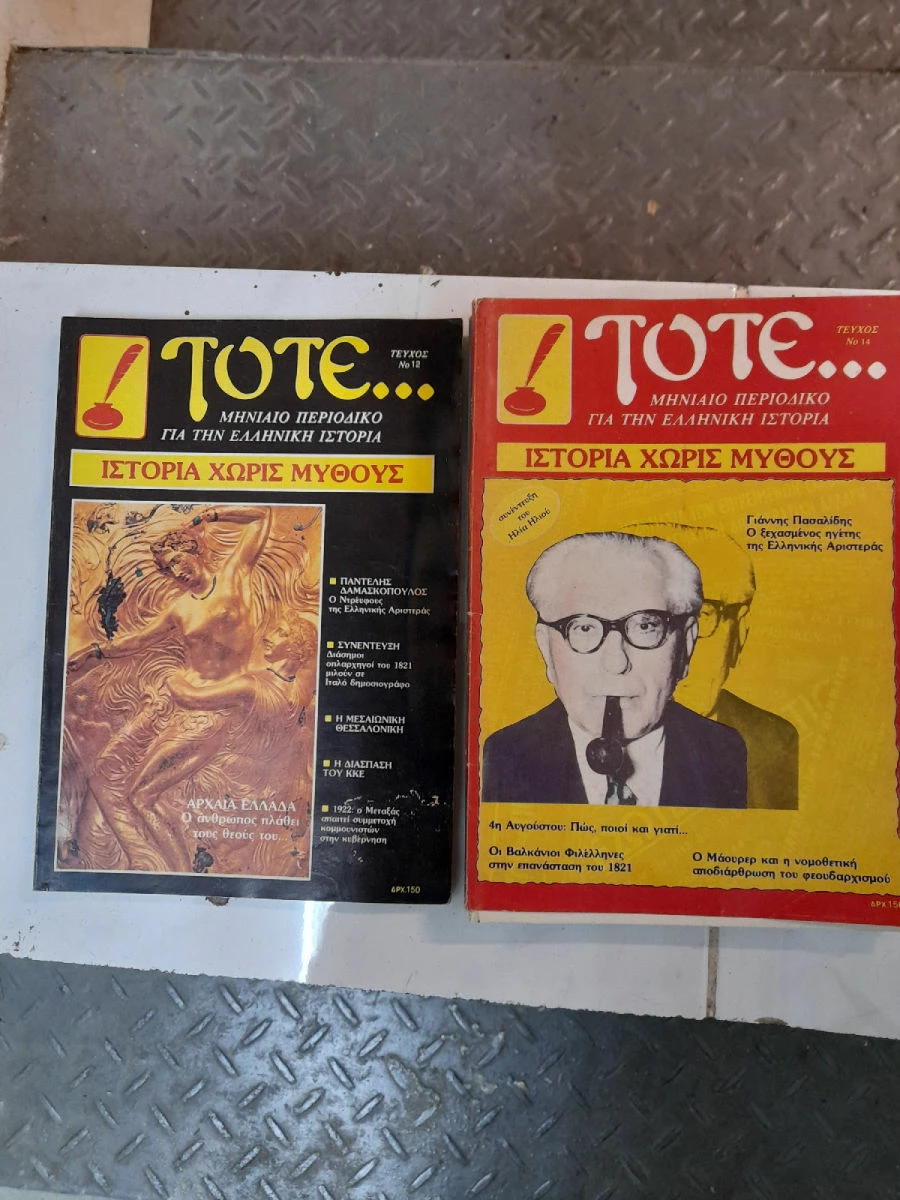 ΤΟΤΕ...
ΤΕΥΧΟΣ
Νο 12
ΜΗΝΙΑΙΟ ΠΕΡΙΟΔΙΚΟ
ΓΙΑ ΤΗΝ ΕΛΛΗΝΙΚΗ ΙΣΤΟΡΙΑ
ΙΣΤΟΡΙΑ ΧΩΡΙΣ ΜΥΘΟΥΣ
ΠΑΝΤΕΛΗΣ
ΔΑΜΑΣΚΟΠΟΥΛΟΣ
Ο Ντρέυφους
της Ελληνικής Αριστεράς
ΣΥΝΕΝΤΕΥΞΗ
Διάσημοι
οπλαρχηγοί του 1821
μιλούν σε
Ιταλό δημοσιογράφο
Η ΜΕΣΑΙΩΝΙΚΗ
ΘΕΣΣΑΛΟΝΙΚΗ
Η ΔΙΑΣΠΑΣΗ
ΤΟΥ ΚΚΕ
1922: ο Μεταξάς
απαιτεί συμμετοχή
κομμουνιστών
στην κυβέρνηση
ΑΡΧΑΙΑ ΕΛΛΑΔΑ
Ο άνθρωπος πλάθει
τους θεούς του...
ΔΡΧ.150
ΤΟΤΕ...
ΤΕΥΧΟΣ
Νο 14
ΜΗΝΙΑΙΟ ΠΕΡΙΟΔΙΚΟ
ΓΙΑ ΤΗΝ ΕΛΛΗΝΙΚΗ ΙΣΤΟΡΙΑ
ΙΣΤΟΡΙΑ ΧΩΡΙΣ ΜΥΘΟΥΣ
συνέντευξη
του
Ηλία Ηλιού
Γιάννης Πασαλίδης
Ο ξεχασμένος ηγέτης
της Ελληνικής Αριστεράς
4η Αυγούστου: Πώς, ποιοί και γιατί...
Οι Βαλκάνιοι Φιλέλληνες
στην επανάσταση του 1821
Ο Μάουρερ και η νομοθετική
αποδιάρθρωση του φεουδαρχισμού
ΔΡΧ.150